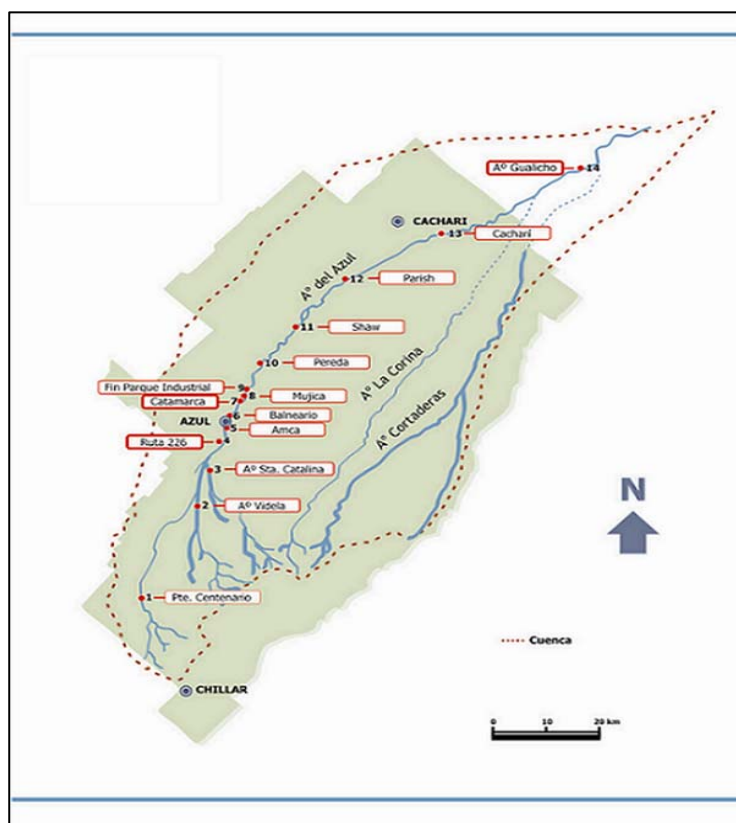 Aº Gualicho
14
CACHARI
13
Cachari
Aº del Azul
12
Parish
11
Shaw
10
Pereda
Aº La Corina
Fin Parque Industrial
9
8
Mujica
Catamarca
7
Aº Cortaderas
6
Balneario
AZUL
5
Amca
Ruta 226
4
3
Aº Sta. Catalina
2
Aº Videla
N
1
Pte. Centenario
Cuenca
CHILLAR
0
10
20 km